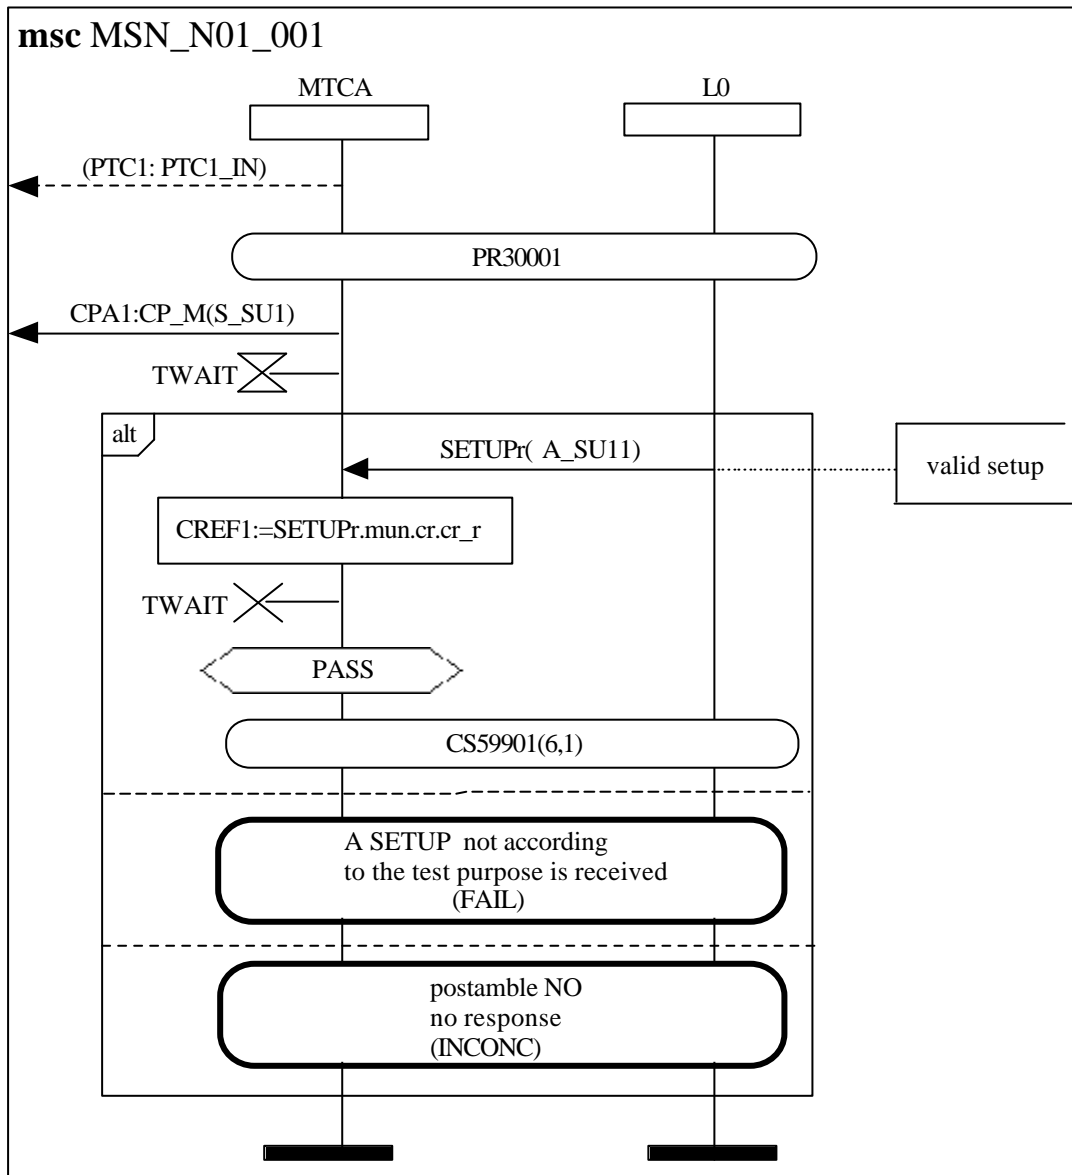 msc MSN_N01_001
MTCA
L0
(PTC1: PTC1_IN)
PR30001
CPA1:CP_M(S_SU1)
TWAIT
alt
SETUPr( A_SU11)
valid setup
CREF1:=SETUPr.mun.cr.cr_r
TWAIT
PASS
CS59901(6,1)
A SETUP not according
to the test purpose is received
(FAIL)
postamble NO
no response
(INCONC)